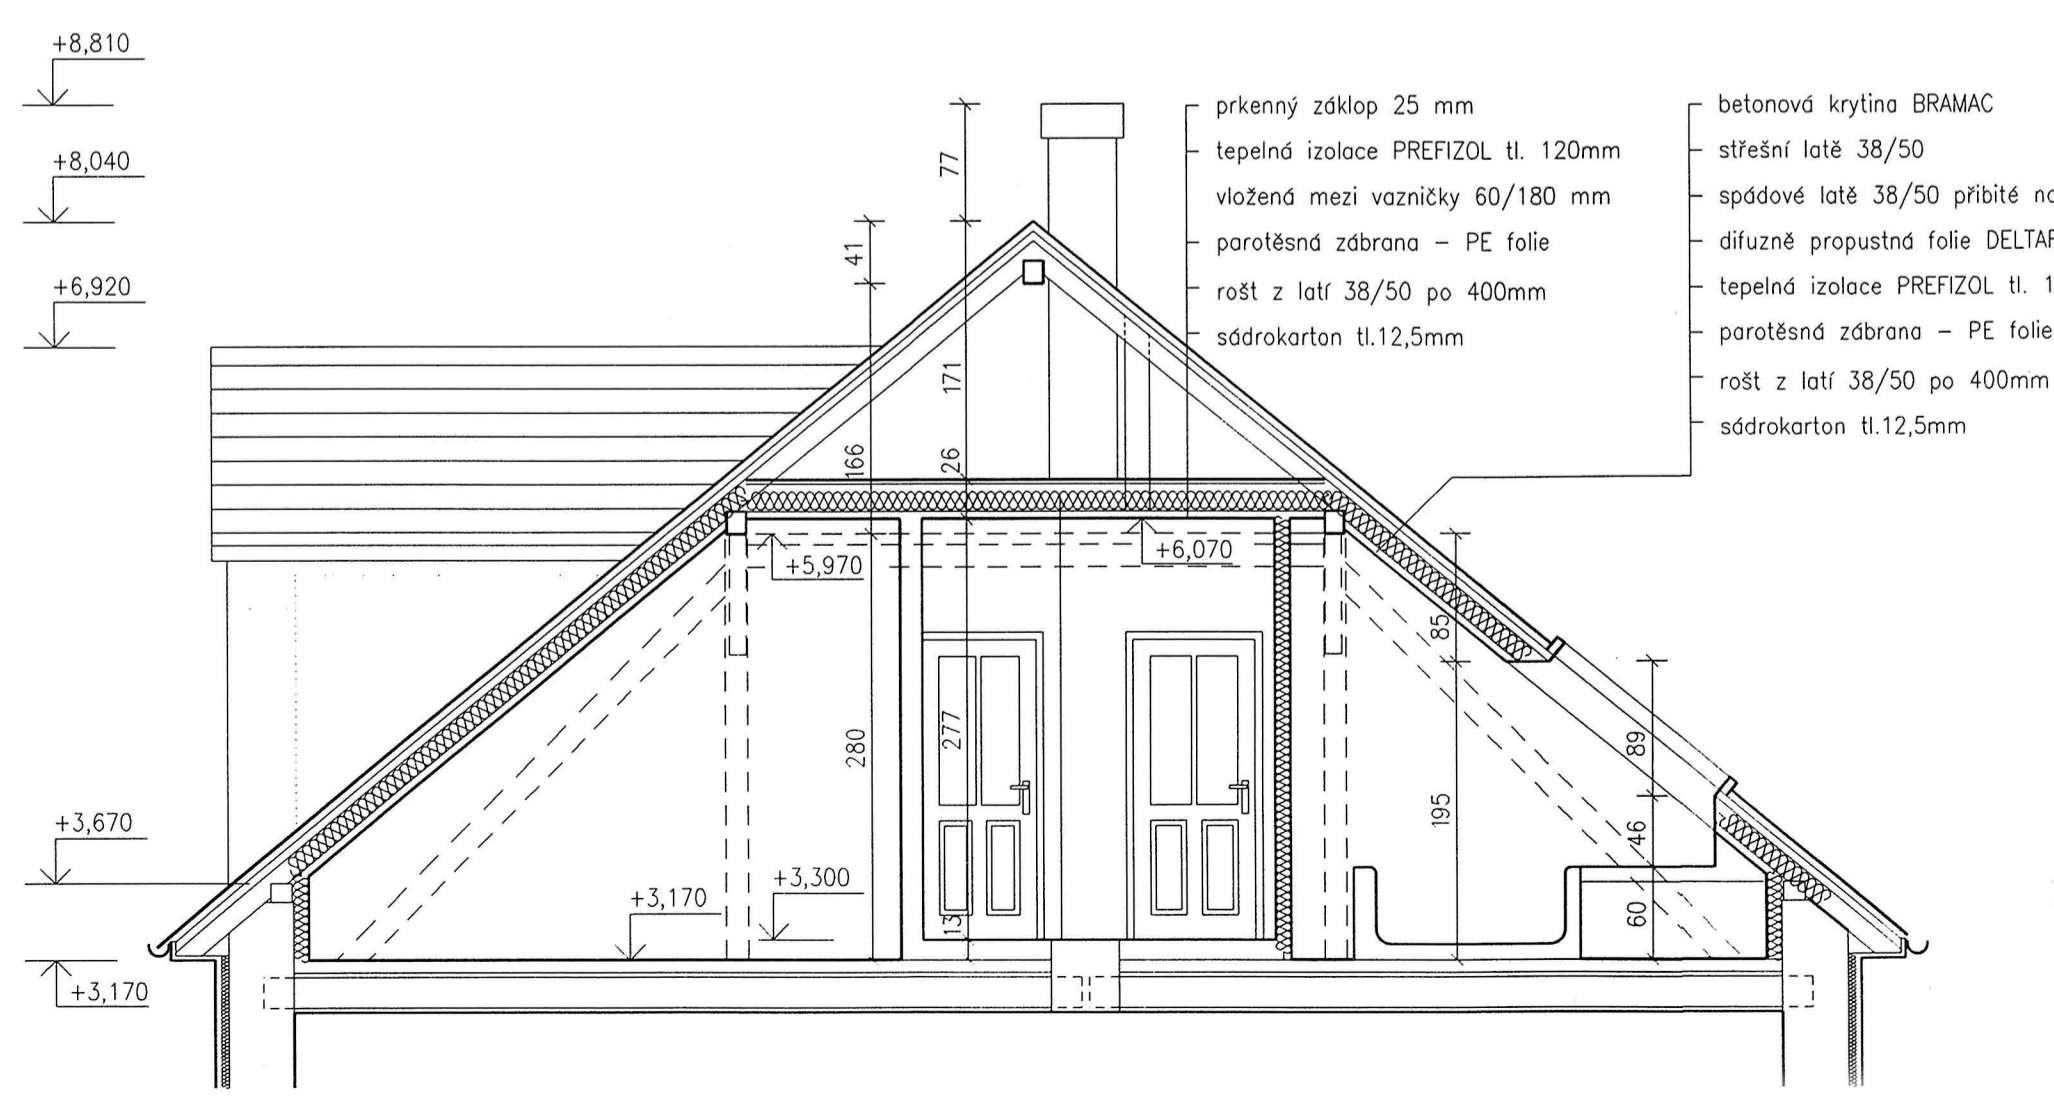 +8,810
+8,040
+6,920
+3,670
+3,170
77
41
171
166
26
280
277
13
+5,970
+6,070
+3,170
+3,300
85
195
89
46
60
prkenný záklop 25 mm
tepelná izolace PREFIZOL tl. 120mm
vložená mezi vazničky 60/180 mm
parotěsná zábrana – PE folie
rošt z latí 38/50 po 400mm
sádrokarton tl.12,5mm
betonová krytina BRAMAC
střešní latě 38/50
spádové latě 38/50 přibité
difuzně propustná folie
tepelná izolace PREFIZOL tl.
parotěsná zábrana – PE folie
rošt z latí 38/50 po 400mm
sádrokarton tl.12,5mm